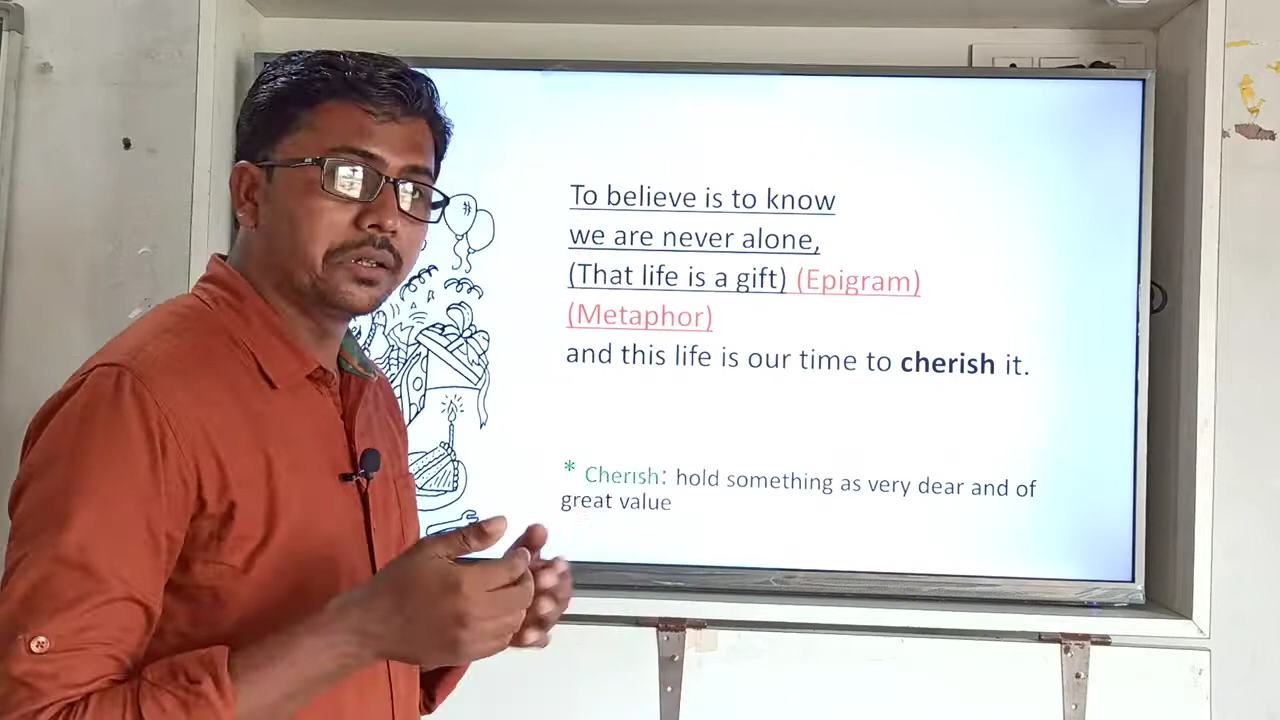 To believe is to know
we are never alone,
(That life is a gift) (Epigram)
(Metaphor)
and this life is our time to cherish it.
* Cherish: hold something as very dear and of
great value